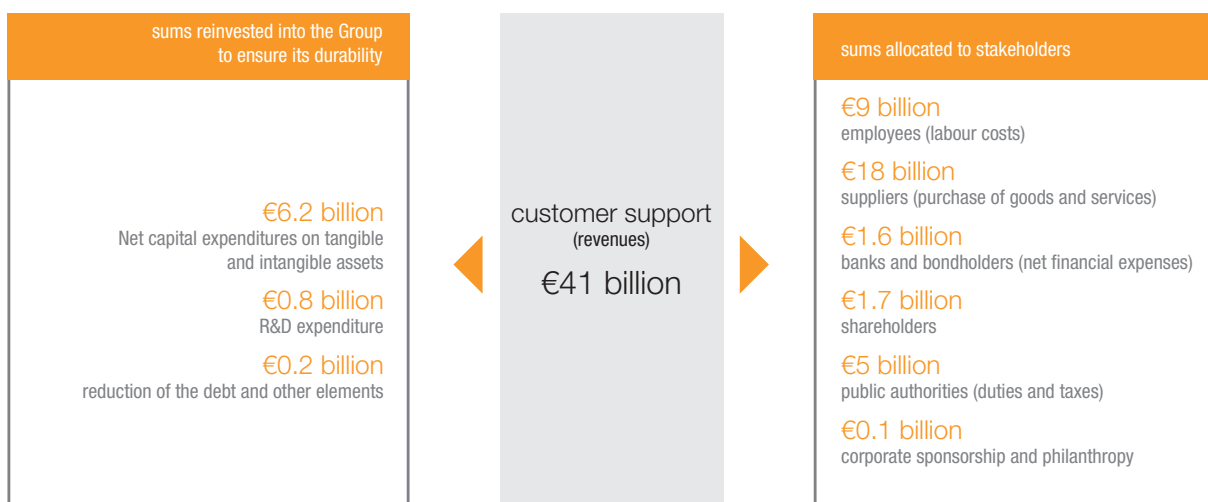 sums reinvested into the Group
to ensure its durability
€6.2 billion
Net capital expenditures on tangible
and intangible assets
€0.8 billion
R&D expenditure
€0.2 billion
reduction of the debt and other elements
customer support
(revenues)
€41 billion
sums allocated to stakeholders
€9 billion
employees (labour costs)
€18 billion
suppliers (purchase of goods and services)
€1.6 billion
banks and bondholders (net financial expenses)
€1.7 billion
shareholders
€5 billion
public authorities (duties and taxes)
€0.1 billion
corporate sponsorship and philanthropy